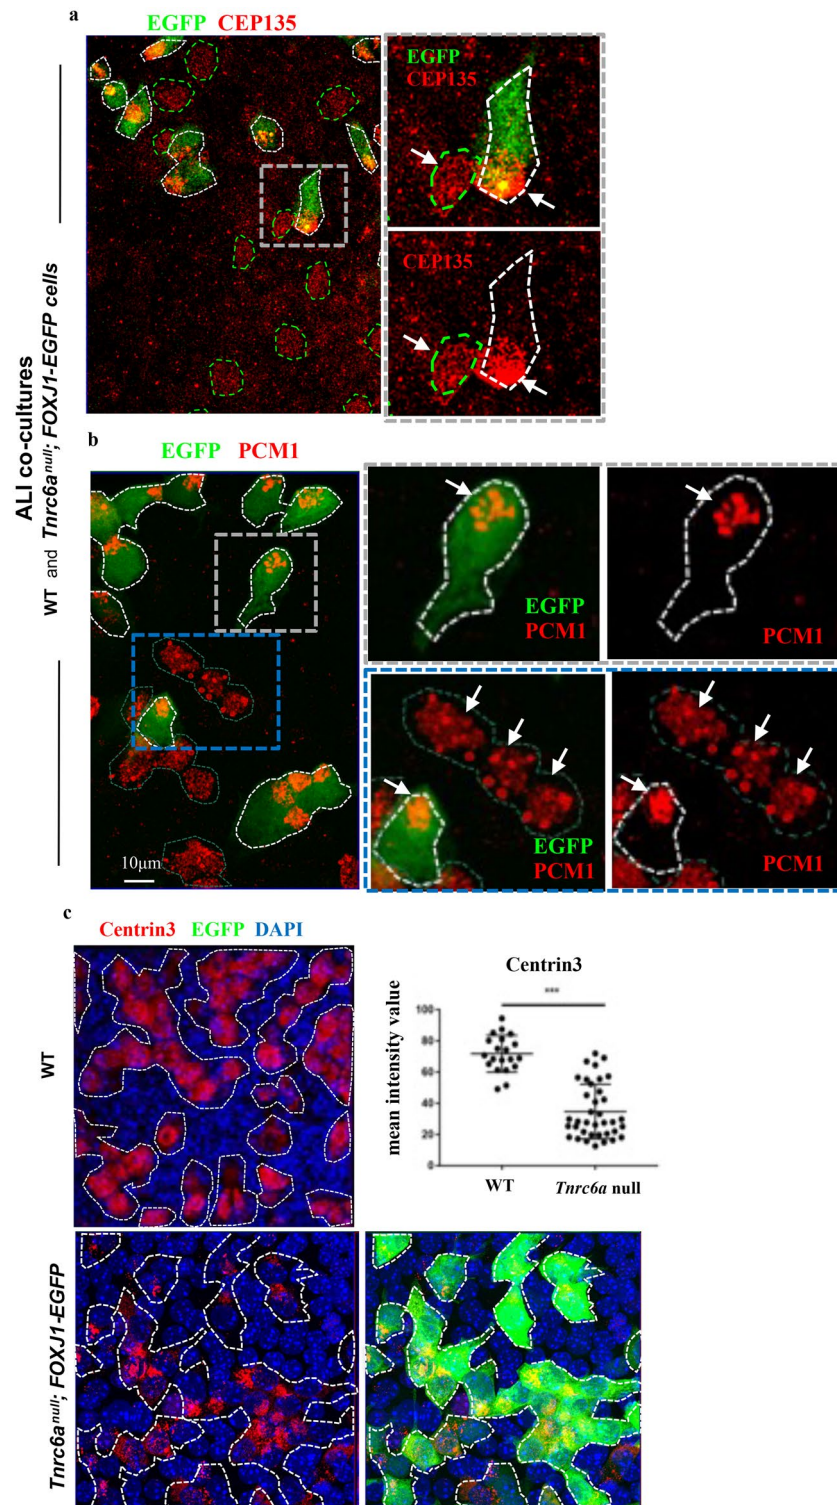 a
EGFP CEP135
EGFP
CEP135
CEP135
ALI co-cultures
WT and Tnrc6a null; FOXJ1-EGFP cells
b
EGFP PCM1
EGFP
PCM1
PCM1
EGFP
PCM1
PCM1
10μm
c
Centrin3 EGFP DAPI
WT
Centrin3
***
mean intensity value
100
80
60
40
20
0
WT
Tnrc6a null
Tnrc6a null; FOXJ1-EGFP